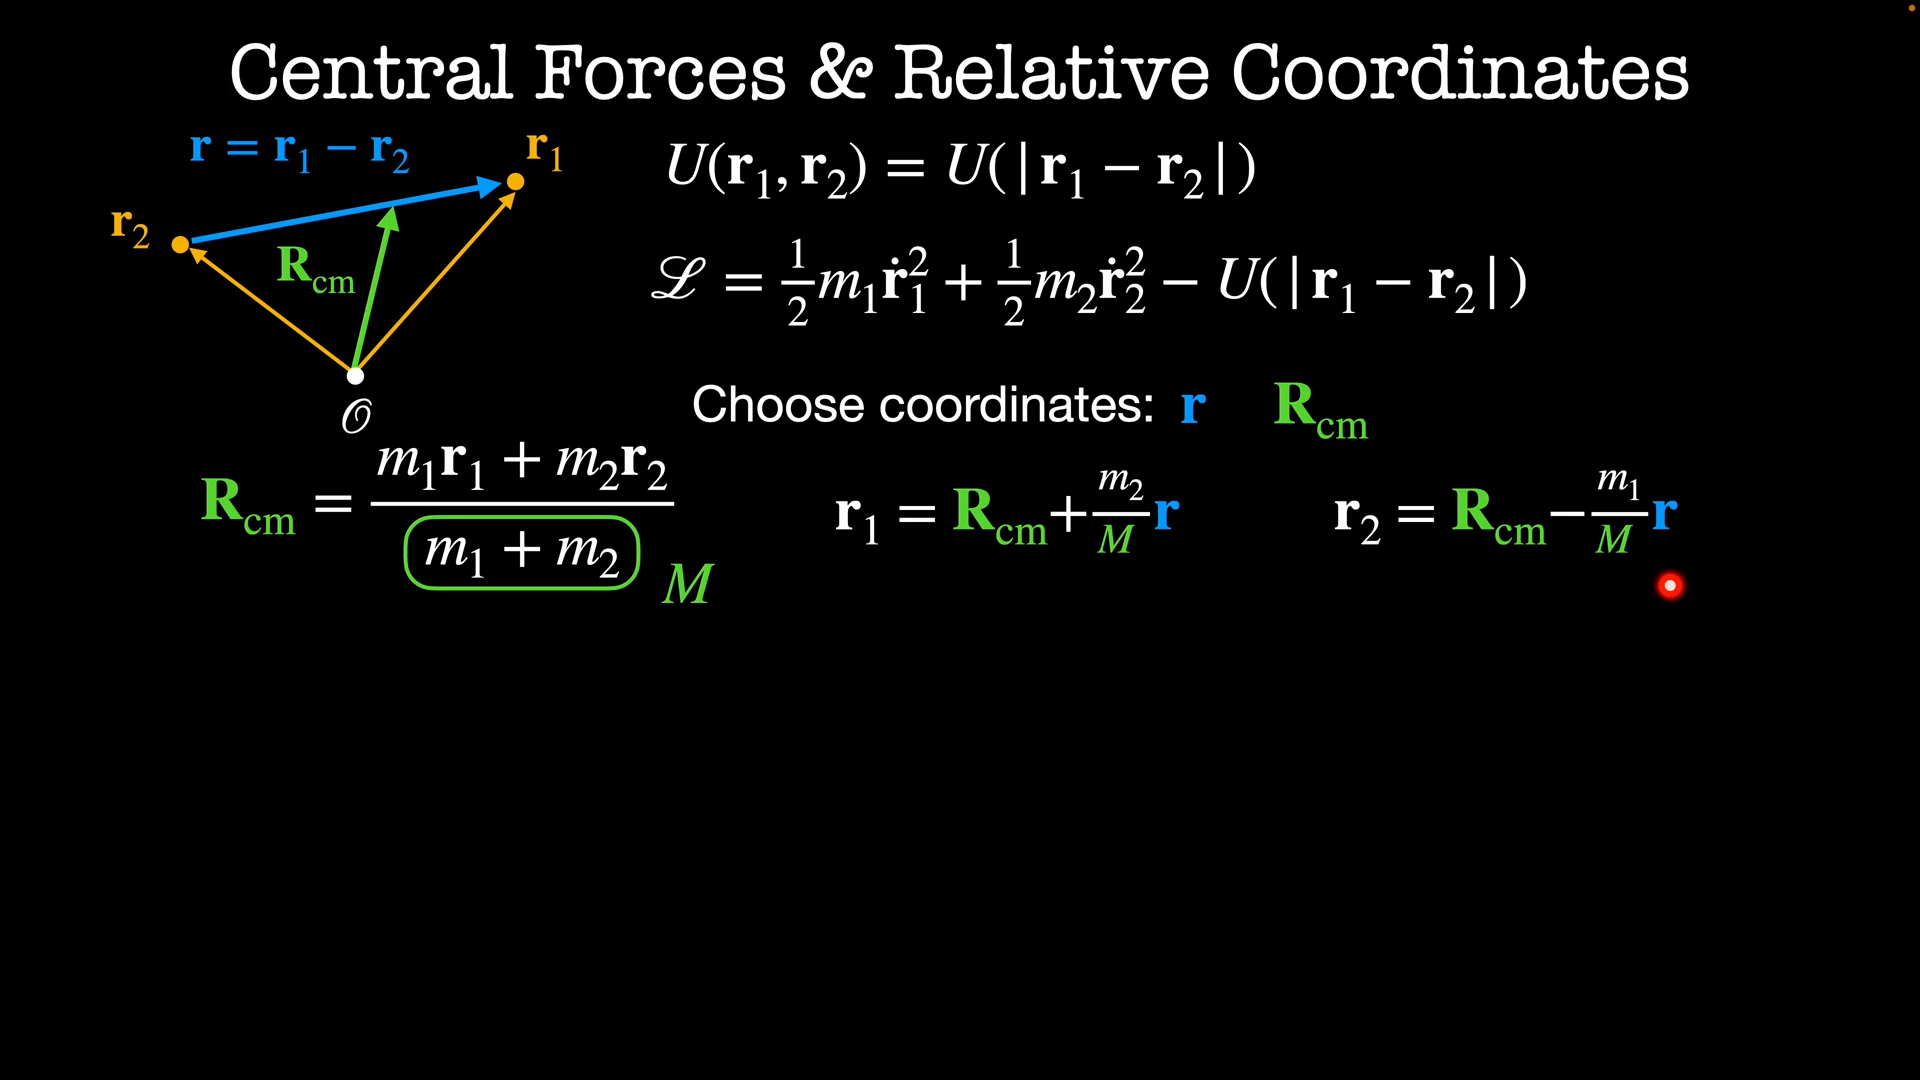 Central Forces & Relative Coordinates
r = r₁ − r₂
r₁
r₂
R_cm
𝒪
U(r₁, r₂) = U(|r₁ − r₂|)
ℒ = ½m₁ṙ₁² + ½m₂ṙ₂² − U(|r₁ − r₂|)
Choose coordinates: r R_cm
R_cm = (m₁r₁ + m₂r₂)/(m₁ + m₂) M
r₁ = R_cm + (m₂/M) r
r₂ = R_cm − (m₁/M) r